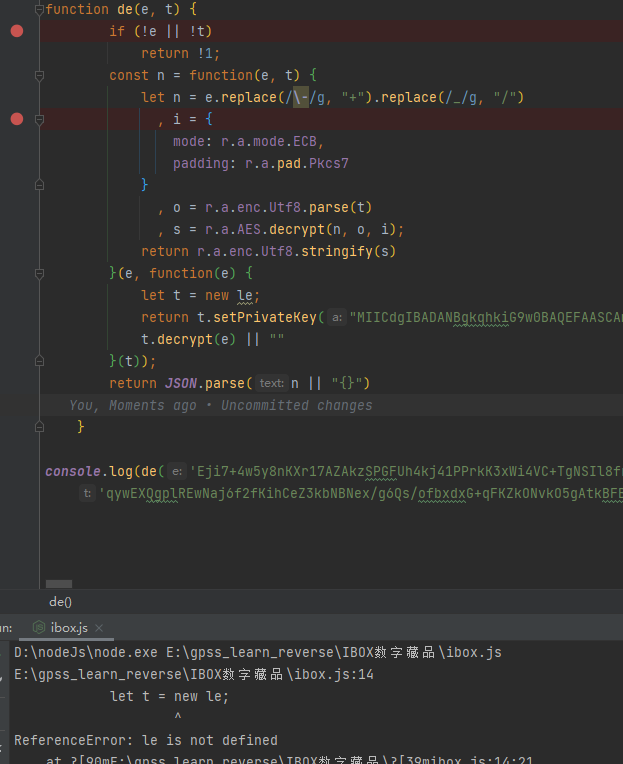 function de(e, t) {
if (!e || !t)
return !1;
const n = function(e, t) {
let n = e.replace(/\-/g, "+").replace(/_/g, "/")
, i = {
mode: r.a.mode.ECB,
padding: r.a.pad.Pkcs7
}
, o = r.a.enc.Utf8.parse(t)
, s = r.a.AES.decrypt(n, o, i);
return r.a.enc.Utf8.stringify(s)
}(e, function(e) {
let t = new le;
return t.setPrivateKey( a: "MIICdgIBADANBgkqhkiG9w0BAQEFAASCA
t.decrypt(e) || ""
}(t));
return JSON.parse( text: n || "{}")
You, Moments ago • Uncommitted changes
}
console.log(de( e: 'Eji7+4w5y8nKXr17AZAkzSPGFUh4kj41PPrkK3xWi4VC+TgNSIl8f
t: 'qywEXQgplREwNaj6f2fKihCeZ3kbNBNex/g6Qs/ofbxdxG+qFKZkONvkO5gAtkBFE
de()
un: ibox.js ×
D:\nodeJs\node.exe E:\gpss_learn_reverse\IBOX数字藏品\ibox.js
E:\gpss_learn_reverse\IBOX数字藏品\ibox.js:14
let t = new le;
^
ReferenceError: le is not defined
at ?[90mE:\gpss_learn_reverse\IBOX数字藏品\?[39mibox.js:14:21